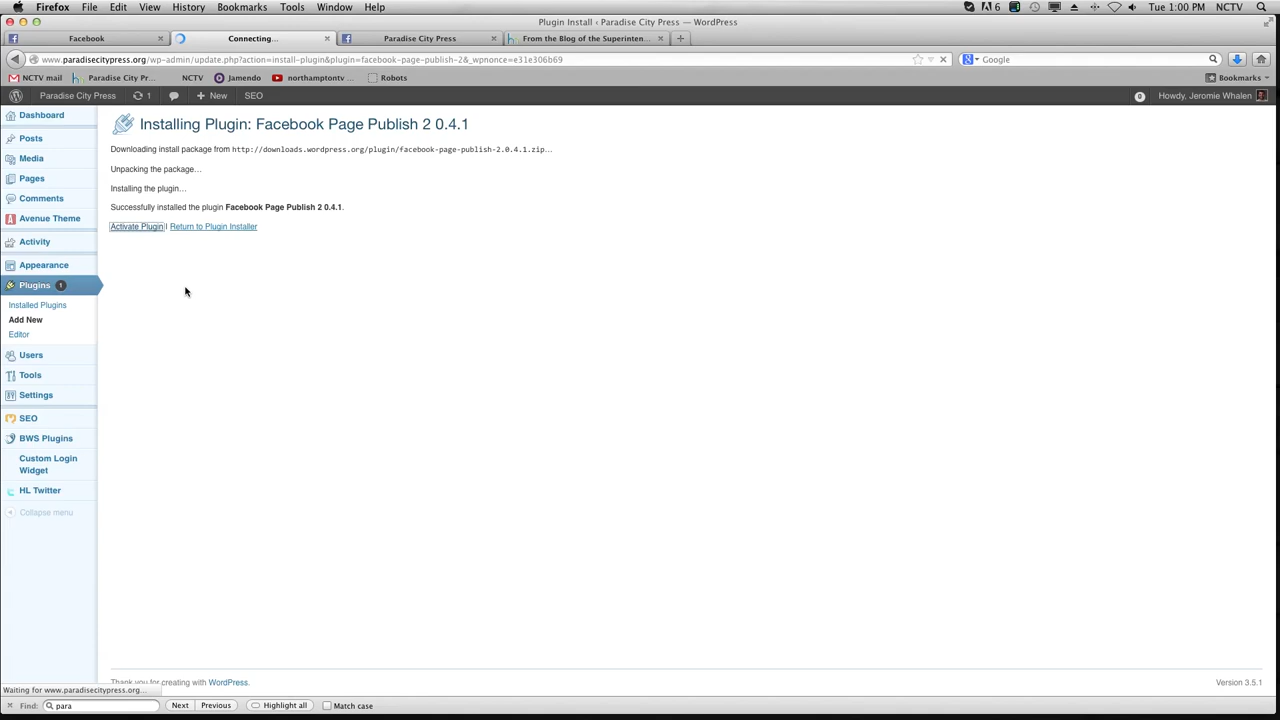 Firefox File Edit View History Bookmarks Tools Window Help 6 Tue 1:00 PM NCTV
Plugin Install ‹ Paradise City Press — WordPress
Facebook Connecting... Paradise City Press From the Blog of the Superinten...
www.paradisecitypress.org/wp-admin/update.php?action=install-plugin&plugin=facebook-page-publish-2&_wpnonce=e31e306b69 Google
NCTV mail Paradise City Pr... NCTV Jamendo northamptontv ... Robots Bookmarks
Paradise City Press 1 + New SEO 0 Howdy, Jeromie Whalen
Dashboard
Posts
Media
Pages
Comments
Avenue Theme
Activity
Appearance
Plugins 1
Installed Plugins
Add New
Editor
Users
Tools
Settings
SEO
BWS Plugins
Custom Login
Widget
HL Twitter
Collapse menu
Installing Plugin: Facebook Page Publish 2 0.4.1
Downloading install package from http://downloads.wordpress.org/plugin/facebook-page-publish-2.0.4.1.zip…
Unpacking the package…
Installing the plugin…
Successfully installed the plugin Facebook Page Publish 2 0.4.1.
Activate Plugin | Return to Plugin Installer
Thank you for creating with WordPress. Version 3.5.1
Waiting for www.paradisecitypress.org...
Find: para Next Previous Highlight all Match case